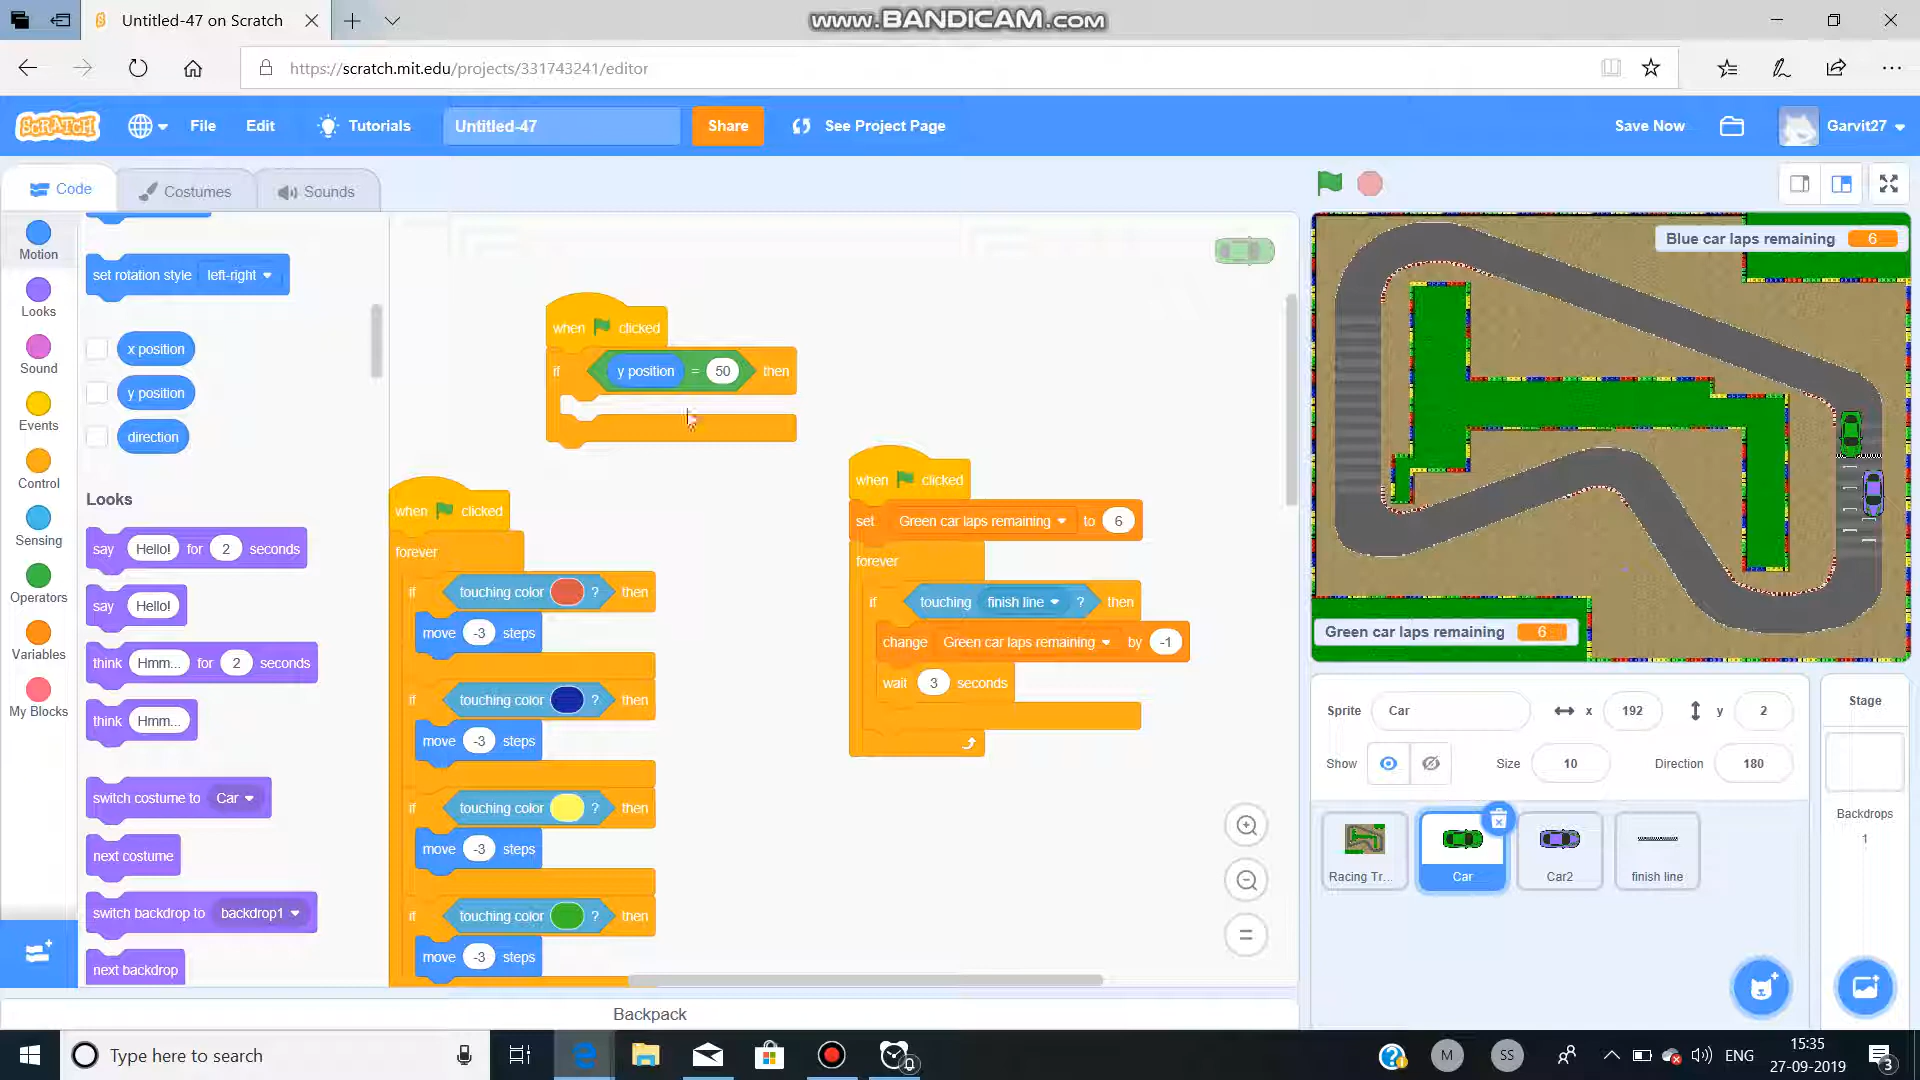 www.BANDICAM.com
Untitled-47 on Scratch
https://scratch.mit.edu/projects/331743241/editor
SCRATCH
File
Edit
Tutorials
Untitled-47
Share
See Project Page
Save Now
Garvit27
Code
Costumes
Sounds
Motion
Looks
Sound
Events
Control
Sensing
Operators
Variables
My Blocks
set rotation style left-right
x position
y position
direction
Looks
say Hello! for 2 seconds
say Hello!
think Hmm... for 2 seconds
think Hmm...
switch costume to Car
next costume
switch backdrop to backdrop1
next backdrop
when clicked
if y position = 50 then
when clicked
forever
if touching color ? then
move -3 steps
if touching color ? then
move -3 steps
if touching color ? then
move -3 steps
if touching color ? then
move -3 steps
when clicked
set Green car laps remaining to 6
forever
if touching finish line ? then
change Green car laps remaining by -1
wait 3 seconds
Blue car laps remaining 6
Green car laps remaining 6
Sprite Car x 192 y 2
Show Size 10 Direction 180
Racing Tr...
Car
Car2
finish line
Stage
Backdrops
1
Backpack
Type here to search
M
SS
ENG
15:35
27-09-2019
3